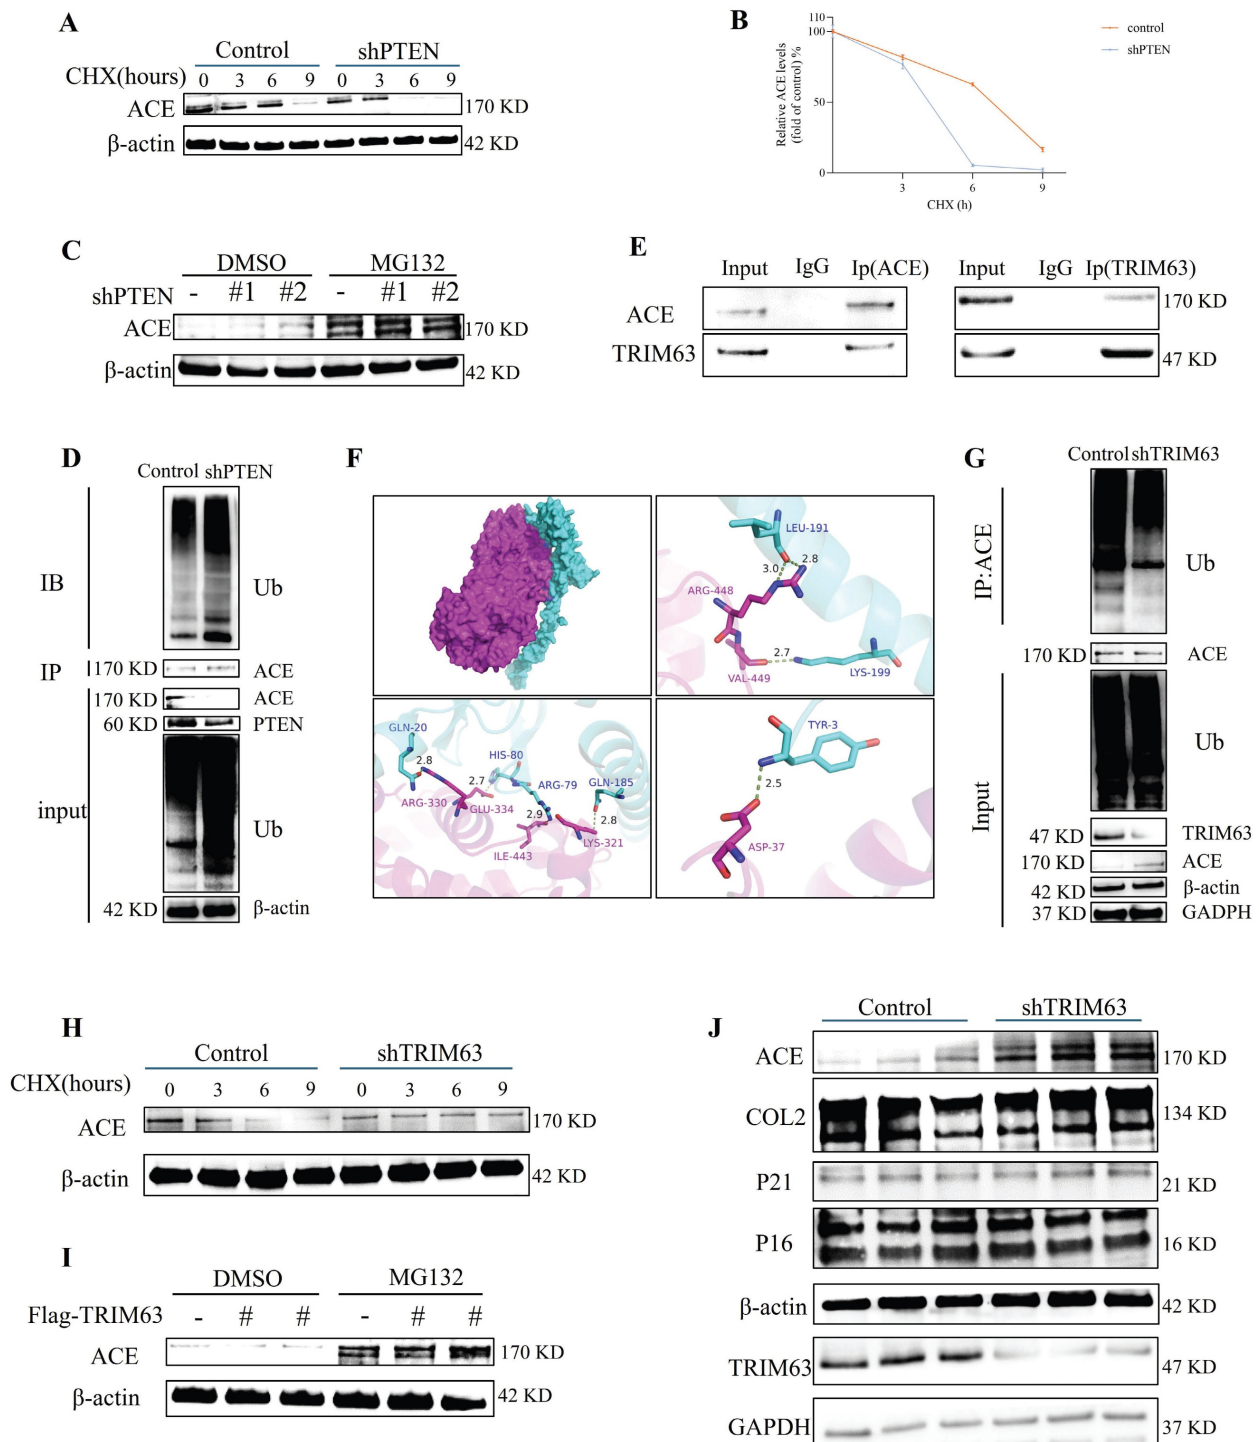 A
Control shPTEN
CHX(hours) 0 3 6 9 0 3 6 9
ACE 170 KD
β-actin 42 KD
B
Relative ACE levels
(fold of control) %
110
100
50
0
3 6 9
CHX (h)
control
shPTEN
C
DMSO MG132
shPTEN - #1 #2 - #1 #2
ACE 170 KD
β-actin 42 KD
E
Input IgG Ip(ACE) Input IgG Ip(TRIM63)
ACE 170 KD
TRIM63 47 KD
D
Control shPTEN
IB Ub
IP 170 KD ACE
170 KD ACE
60 KD PTEN
input Ub
42 KD β-actin
F
LEU-191
3.0 2.8
ARG-448
2.7
VAL-449 LYS-199
GLN-20
2.8 HIS-80
2.7 ARG-79 GLN-185
ARG-330 GLU-334
2.9 2.8
ILE-443 LYS-321
TYR-3
2.5
ASP-37
G
Control shTRIM63
IP:ACE Ub
170 KD ACE
Input Ub
47 KD TRIM63
170 KD ACE
42 KD β-actin
37 KD GADPH
H
Control shTRIM63
CHX(hours) 0 3 6 9 0 3 6 9
ACE 170 KD
β-actin 42 KD
I
DMSO MG132
Flag-TRIM63 - # # - # #
ACE 170 KD
β-actin 42 KD
J
Control shTRIM63
ACE 170 KD
COL2 134 KD
P21 21 KD
P16 16 KD
β-actin 42 KD
TRIM63 47 KD
GAPDH 37 KD